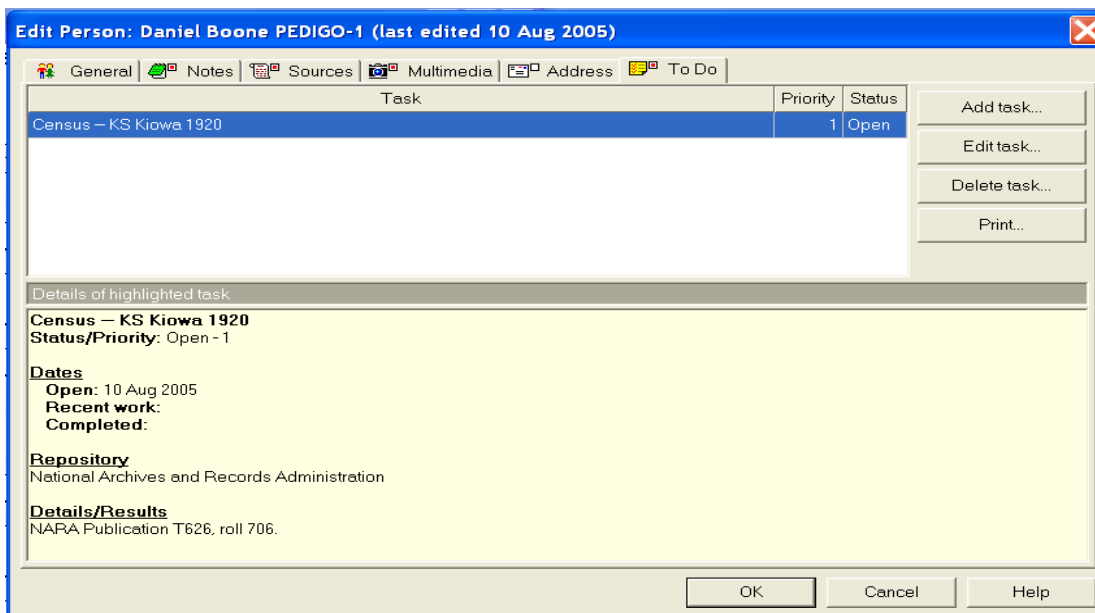 Edit Person: Daniel Boone PEDIGO-1 (last edited 10 Aug 2005)
General Notes Sources Multimedia Address To Do
Task Priority Status
Census — KS Kiowa 1920 1 Open
Add task...
Edit task...
Delete task...
Print...
Details of highlighted task
Census — KS Kiowa 1920
Status/Priority: Open - 1
Dates
Open: 10 Aug 2005
Recent work:
Completed:
Repository
National Archives and Records Administration
Details/Results
NARA Publication T626, roll 706.
OK Cancel Help